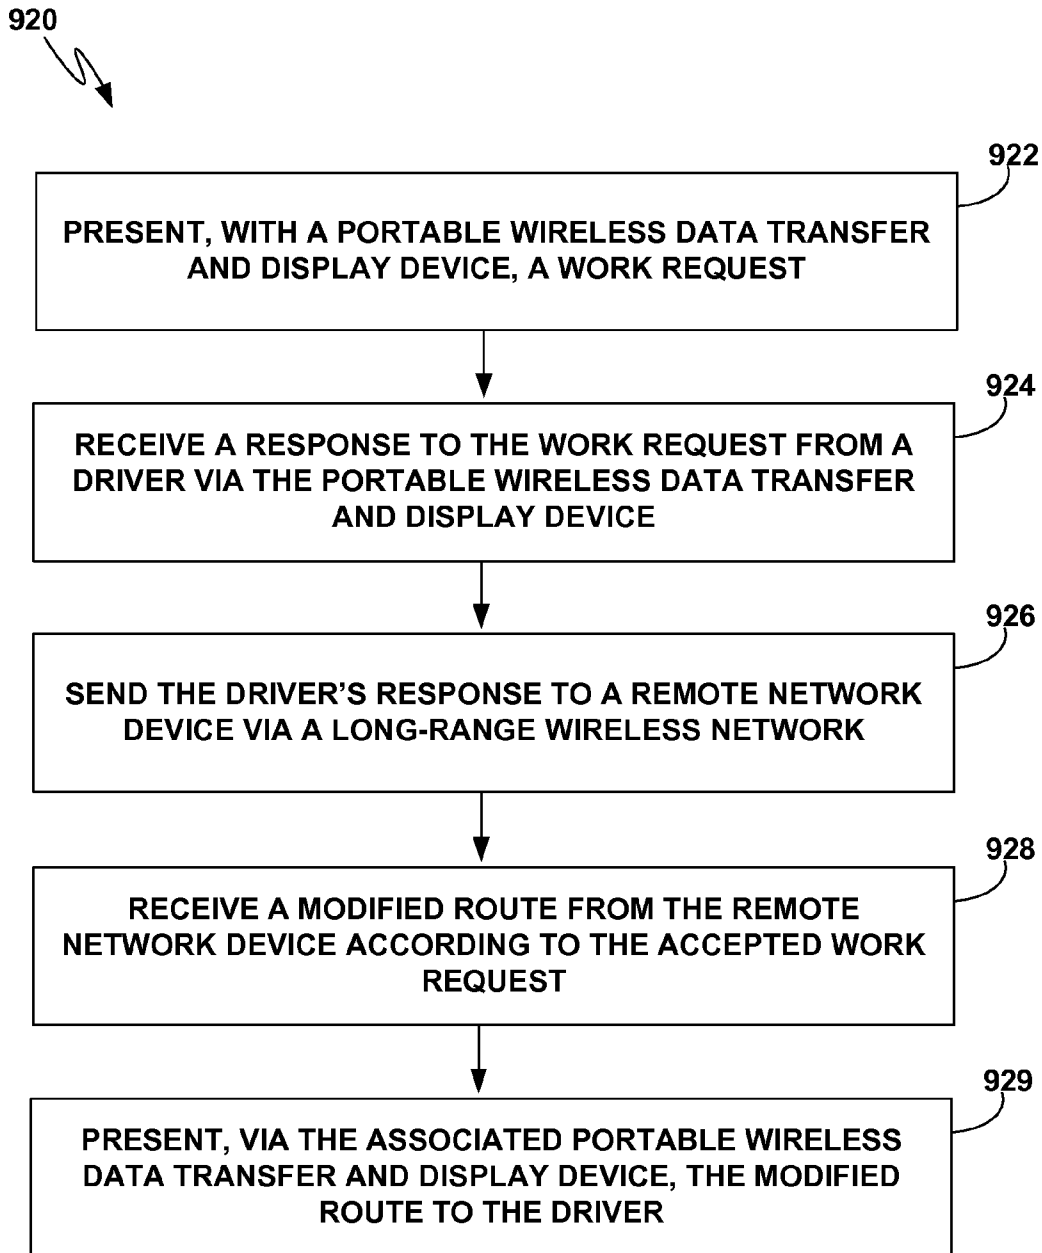 920
922
PRESENT, WITH A PORTABLE WIRELESS DATA TRANSFER
AND DISPLAY DEVICE, A WORK REQUEST
924
RECEIVE A RESPONSE TO THE WORK REQUEST FROM A
DRIVER VIA THE PORTABLE WIRELESS DATA TRANSFER
AND DISPLAY DEVICE
926
SEND THE DRIVER'S RESPONSE TO A REMOTE NETWORK
DEVICE VIA A LONG-RANGE WIRELESS NETWORK
928
RECEIVE A MODIFIED ROUTE FROM THE REMOTE
NETWORK DEVICE ACCORDING TO THE ACCEPTED WORK
REQUEST
929
PRESENT, VIA THE ASSOCIATED PORTABLE WIRELESS
DATA TRANSFER AND DISPLAY DEVICE, THE MODIFIED
ROUTE TO THE DRIVER